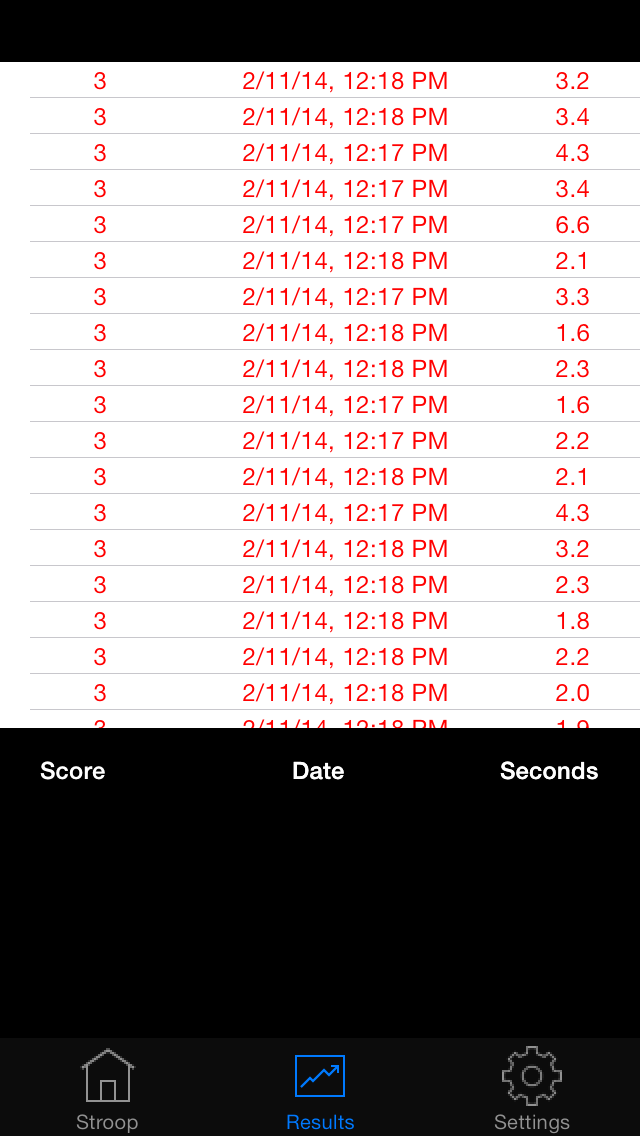 3 2/11/14, 12:18 PM 3.2
3 2/11/14, 12:18 PM 3.4
3 2/11/14, 12:17 PM 4.3
3 2/11/14, 12:17 PM 3.4
3 2/11/14, 12:17 PM 6.6
3 2/11/14, 12:18 PM 2.1
3 2/11/14, 12:17 PM 3.3
3 2/11/14, 12:18 PM 1.6
3 2/11/14, 12:18 PM 2.3
3 2/11/14, 12:17 PM 1.6
3 2/11/14, 12:17 PM 2.2
3 2/11/14, 12:18 PM 2.1
3 2/11/14, 12:17 PM 4.3
3 2/11/14, 12:18 PM 3.2
3 2/11/14, 12:18 PM 2.3
3 2/11/14, 12:18 PM 1.8
3 2/11/14, 12:18 PM 2.2
3 2/11/14, 12:18 PM 2.0
Score Date Seconds
Stroop Results Settings